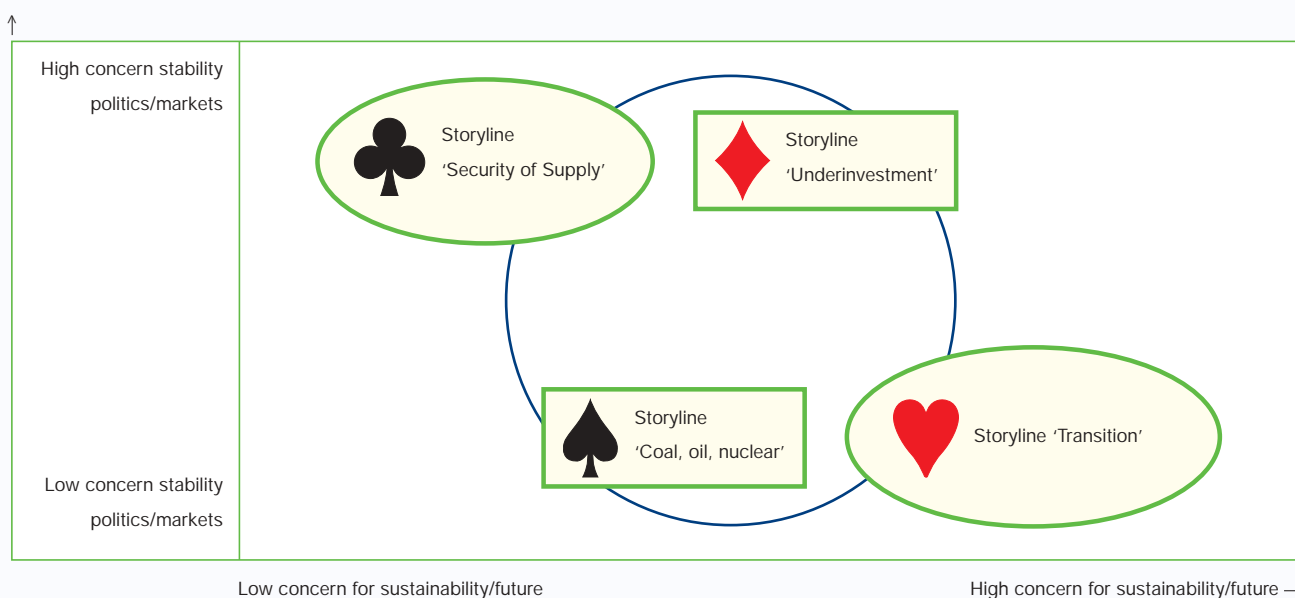 High concern stability
politics/markets
Storyline
‘Security of Supply’
Storyline
‘Underinvestment’
Storyline
‘Coal, oil, nuclear’
Storyline ‘Transition’
Low concern stability
politics/markets
Low concern for sustainability/future
High concern for sustainability/future